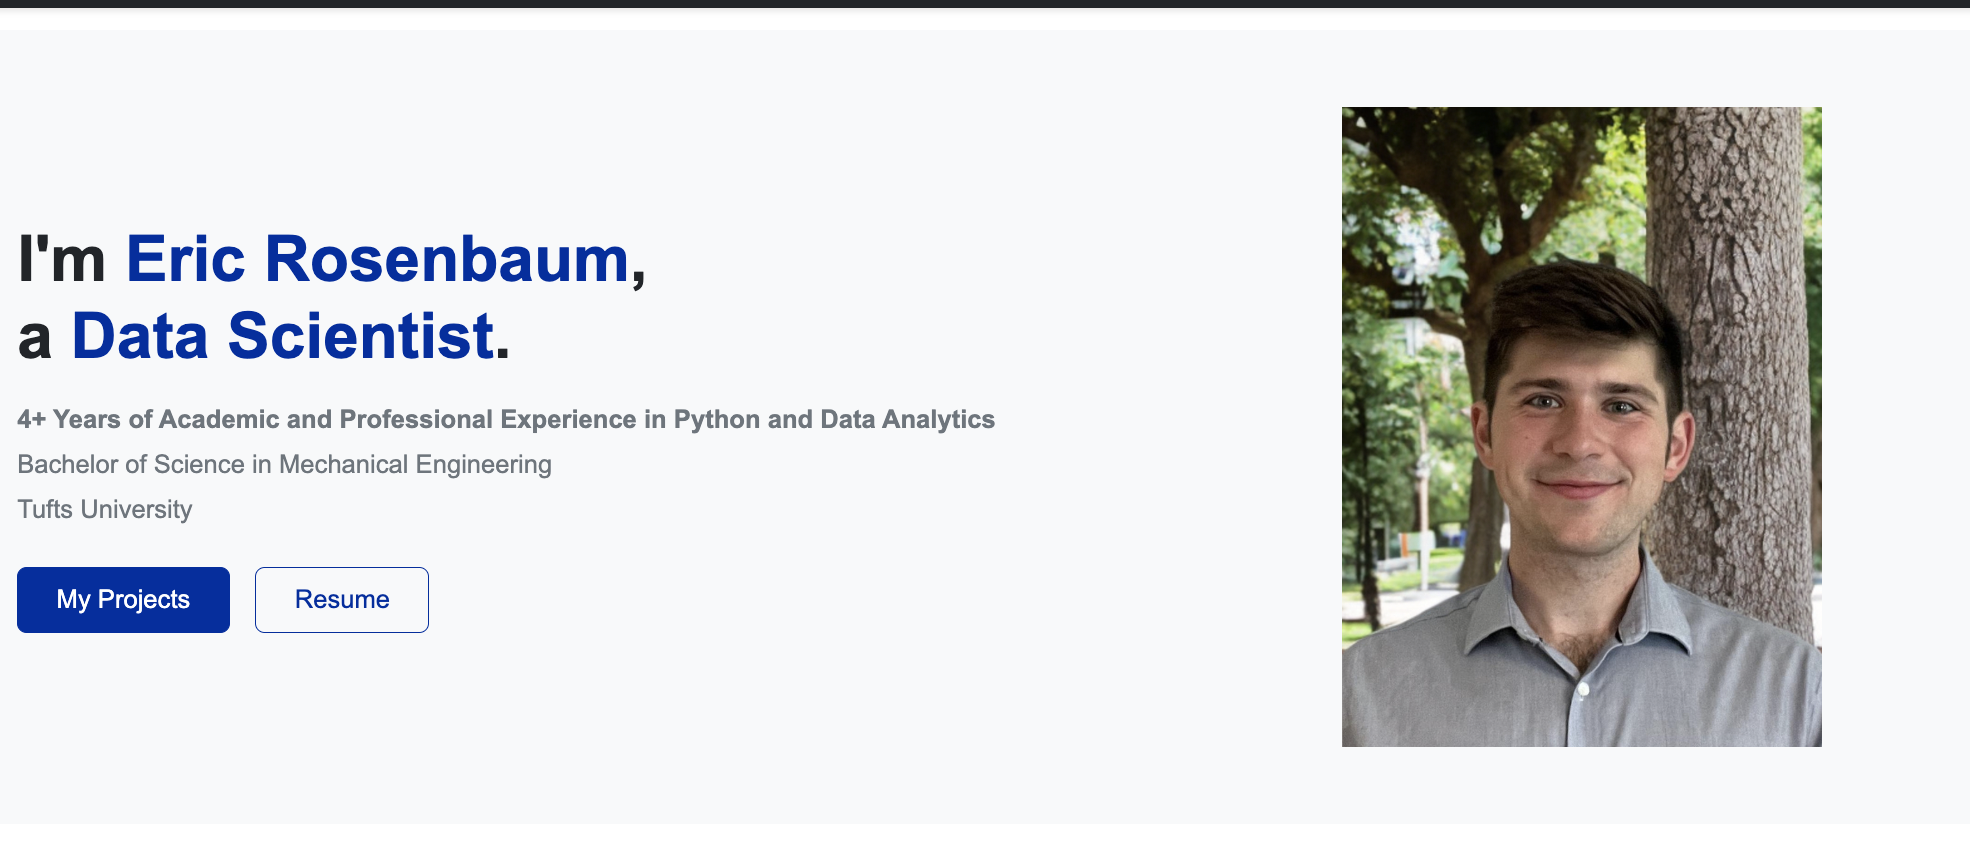 I'm Eric Rosenbaum,
a Data Scientist.
4+ Years of Academic and Professional Experience in Python and Data Analytics
Bachelor of Science in Mechanical Engineering
Tufts University
My Projects
Resume